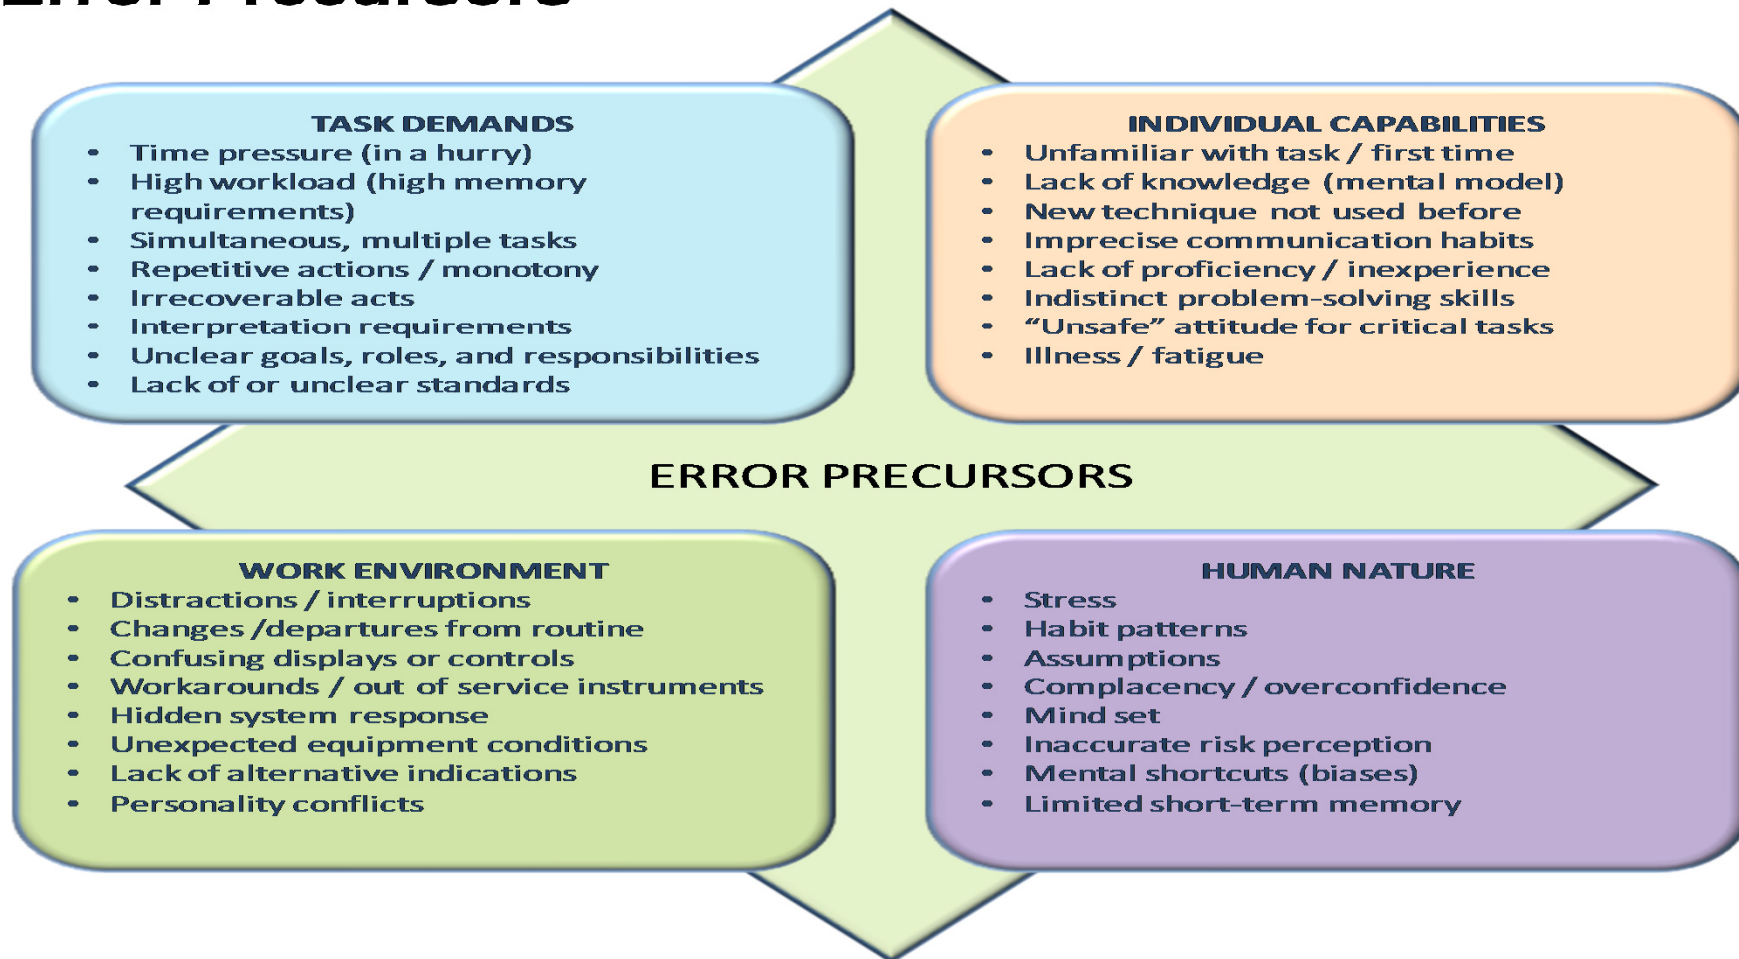 Error Precursors
TASK DEMANDS
• Time pressure (in a hurry)
• High workload (high memory
requirements)
• Simultaneous, multiple tasks
• Repetitive actions / monotony
• Irrecoverable acts
• Interpretation requirements
• Unclear goals, roles, and responsibilities
• Lack of or unclear standards
INDIVIDUAL CAPABILITIES
• Unfamiliar with task / first time
• Lack of knowledge (mental model)
• New technique not used before
• Imprecise communication habits
• Lack of proficiency / inexperience
• Indistinct problem-solving skills
• “Unsafe” attitude for critical tasks
• Illness / fatigue
ERROR PRECURSORS
WORK ENVIRONMENT
• Distractions / interruptions
• Changes /departures from routine
• Confusing displays or controls
• Workarounds / out of service instruments
• Hidden system response
• Unexpected equipment conditions
• Lack of alternative indications
• Personality conflicts
HUMAN NATURE
• Stress
• Habit patterns
• Assumptions
• Complacency / overconfidence
• Mind set
• Inaccurate risk perception
• Mental shortcuts (biases)
• Limited short-term memory